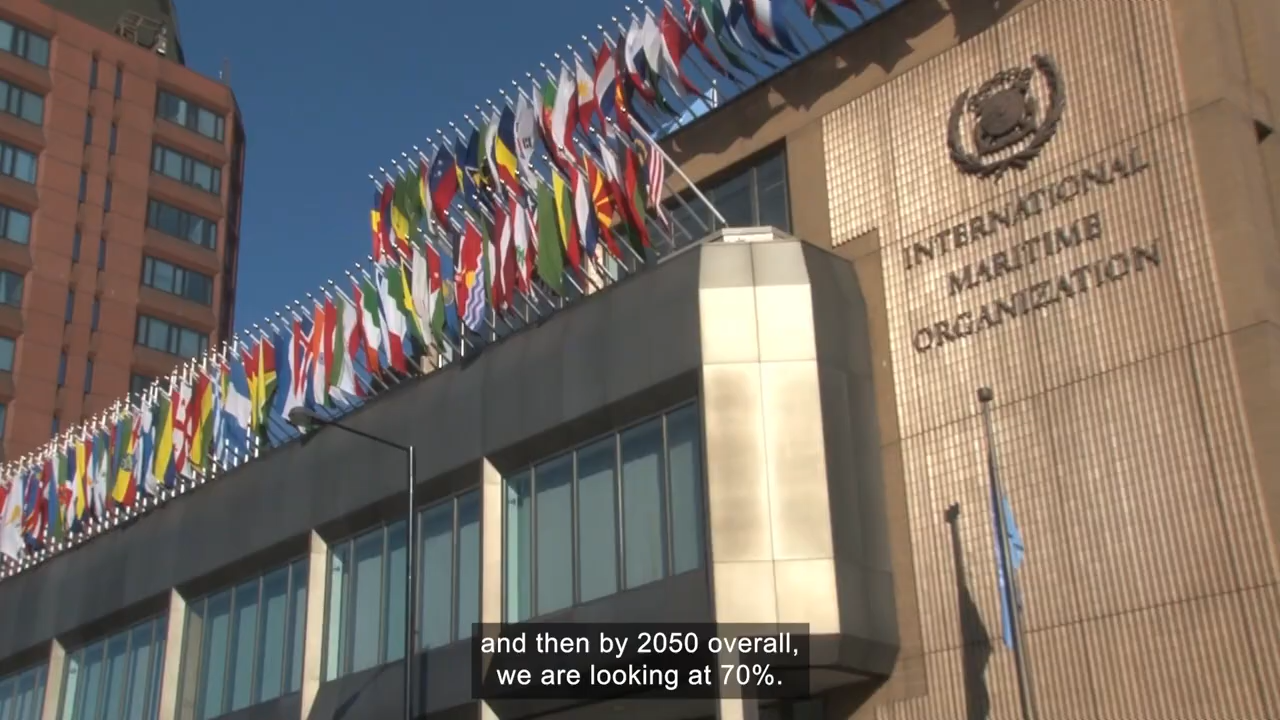 INTERNATIONAL
MARITIME
ORGANIZATION
and then by 2050 overall,
we are looking at 70%.